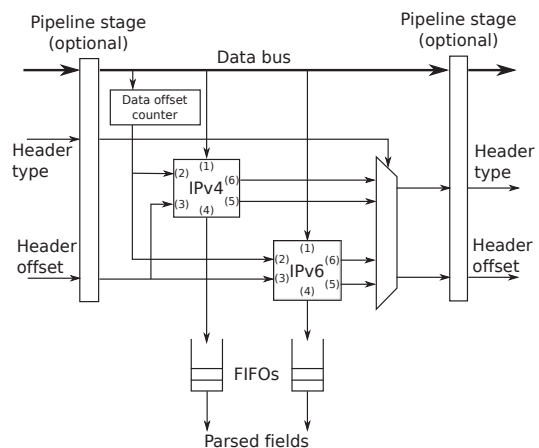 Pipeline stage
(optional)
Pipeline stage
(optional)
Data bus
Data offset
counter
Header
type
(1)
(2)
(6)
IPv4
(3)
(5)
(4)
Header
type
Header
offset
(1)
(2)
(6)
IPv6
(3)
(5)
(4)
Header
offset
FIFOs
Parsed fields